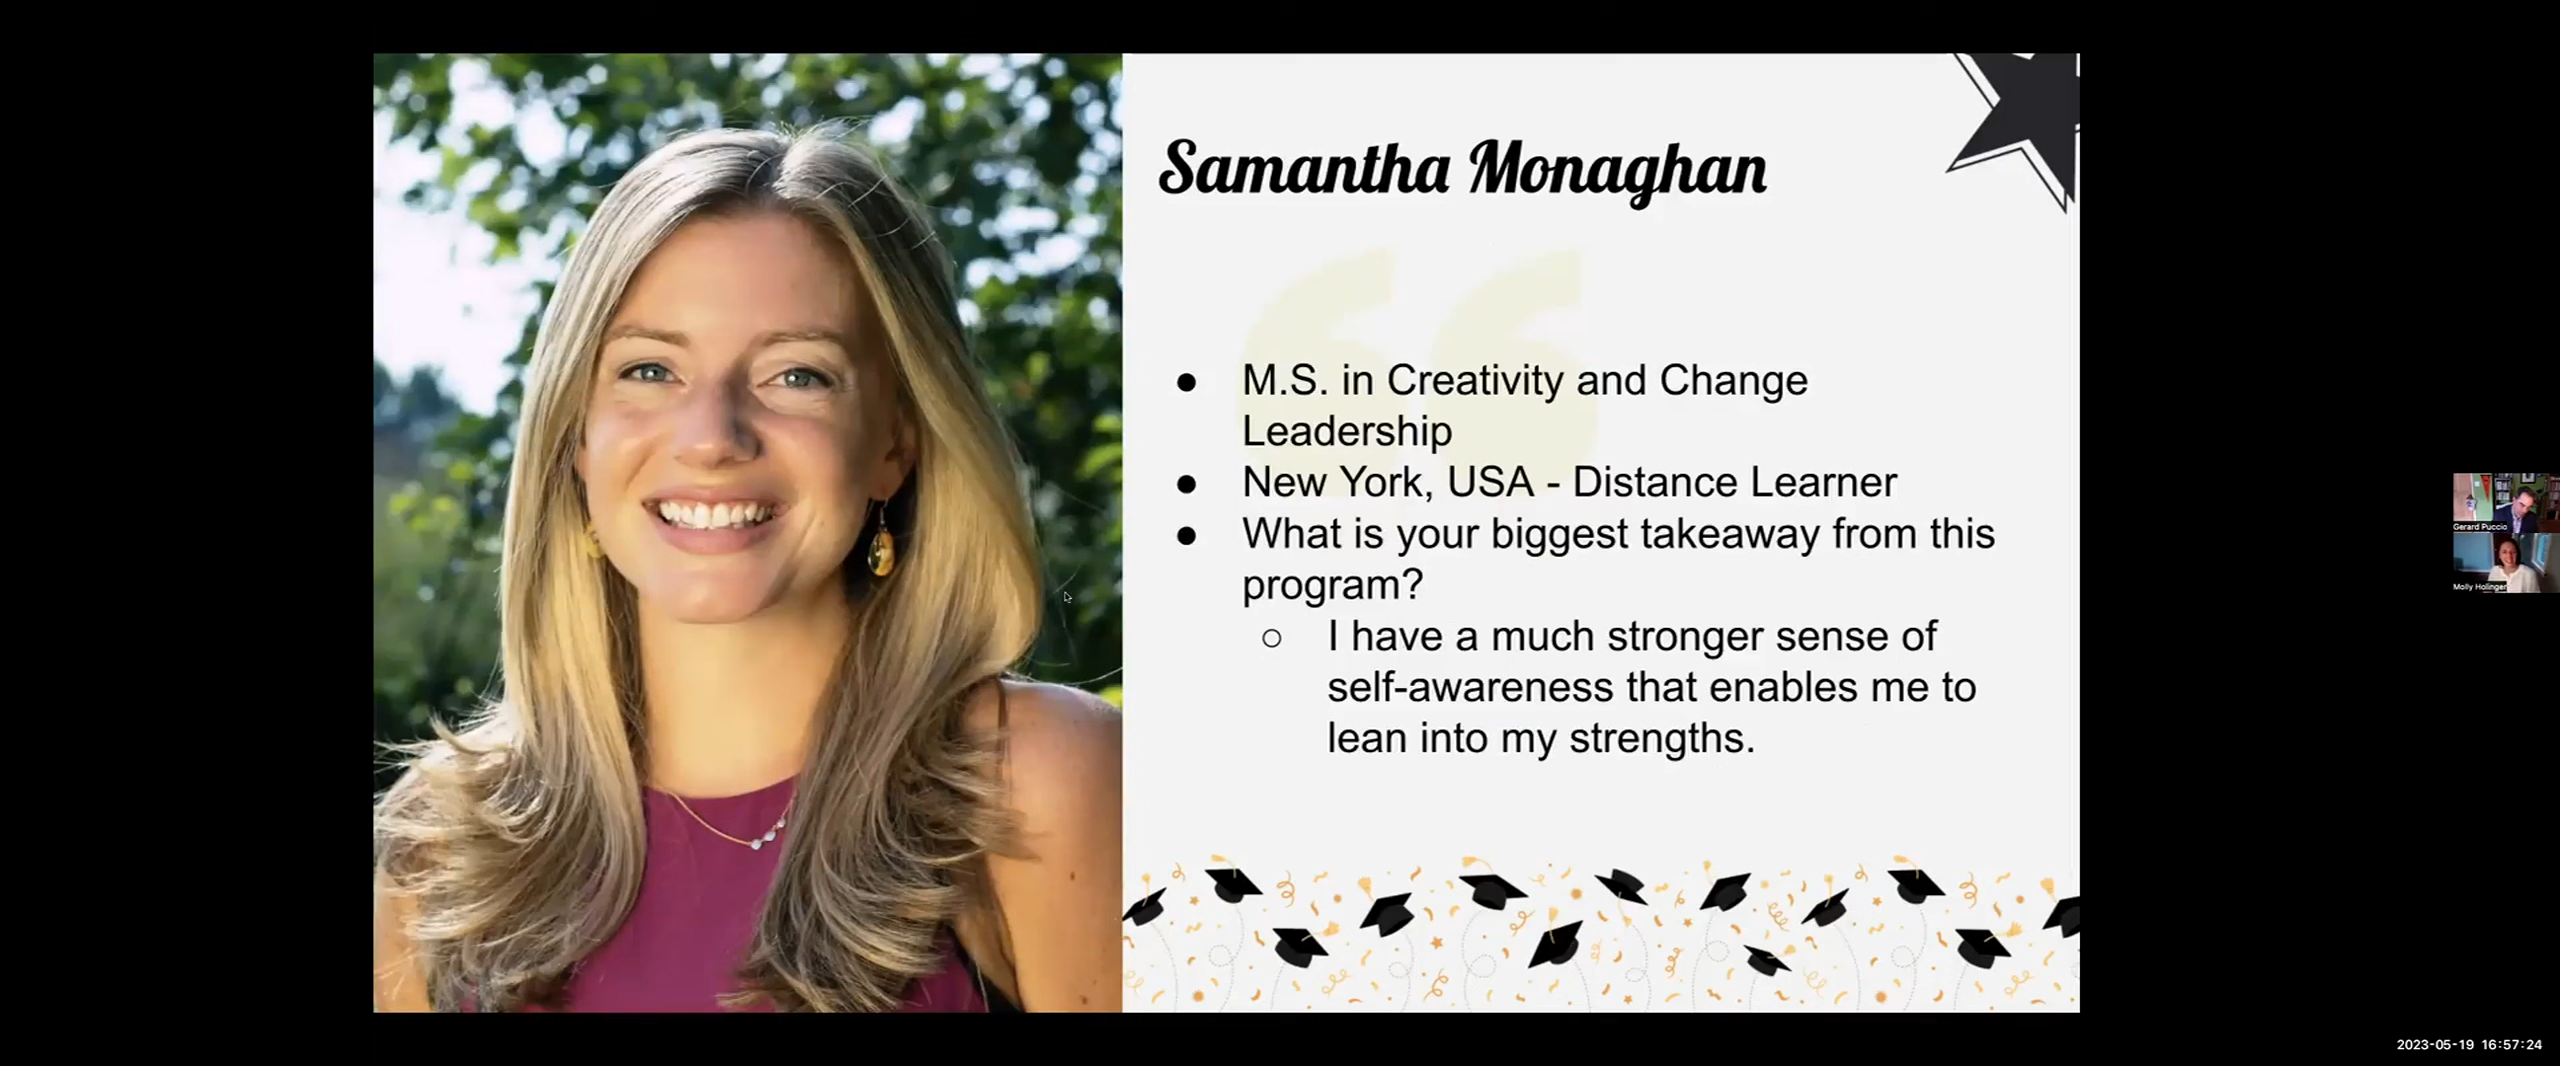 Samantha Monaghan
● M.S. in Creativity and Change
Leadership
● New York, USA - Distance Learner
● What is your biggest takeaway from this
program?
○ I have a much stronger sense of
self-awareness that enables me to
lean into my strengths.
Gerard Puccio
Molly Holinger
2023-05-19 16:57:24